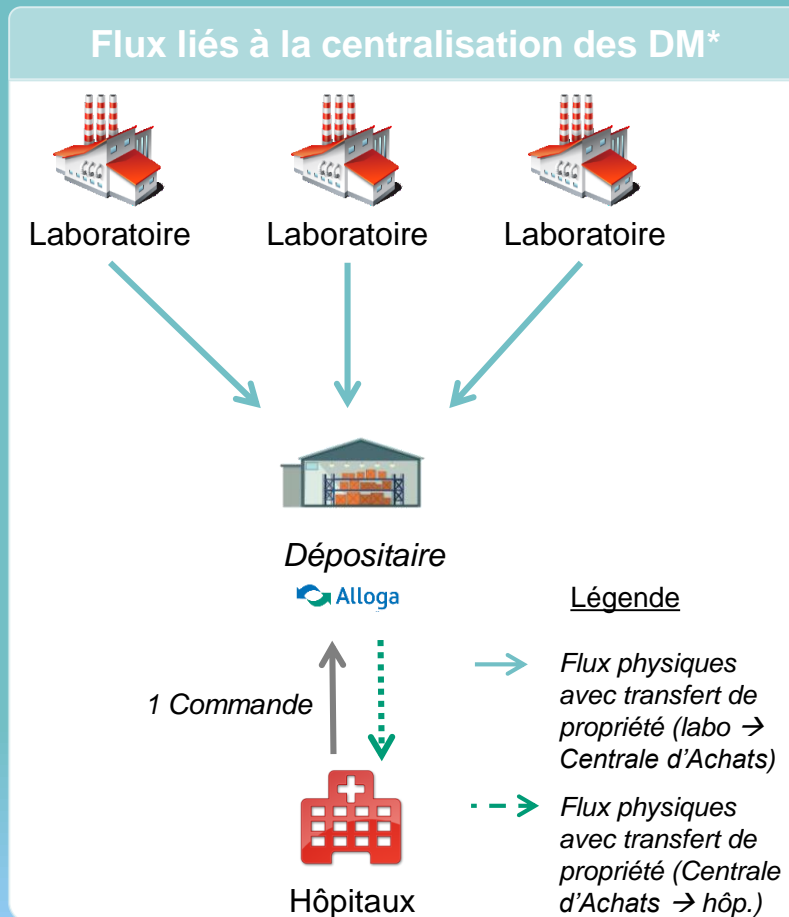 Flux liés à la centralisation des DM*
Laboratoire
Laboratoire
Laboratoire
Dépositaire
Alloga
1 Commande
Hôpitaux
Légende
Flux physiques
avec transfert de
propriété (labo →
Centrale d’Achats)
Flux physiques
avec transfert de
propriété (Centrale
d’Achats → hôp.)